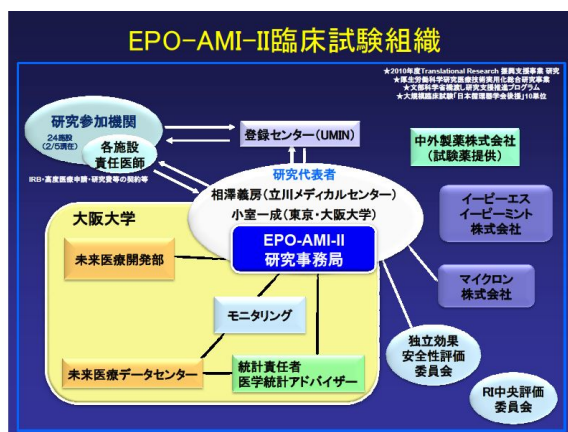 EPO-AMI-II臨床試験組織
★2010年度Translational Research 振興支援事業 研究
★厚生労働科学研究医療技術実用化総合研究事業
★文部科学省橋渡し研究支援推進プログラム
★大規模臨床試験「日本循環器学会後援」10単位
研究参加機関
24施設
(2/5現在)
各施設
責任医師
IRB・高度医療申請・研究費等の契約等
登録センター(UMIN)
中外製薬株式会社
(試験薬提供)
研究代表者
相澤義房(立川メディカルセンター)
小室一成(東京・大阪大学)
EPO-AMI-II
研究事務局
イーピーエス
イーピーミント
株式会社
マイクロン
株式会社
大阪大学
未来医療開発部
モニタリング
未来医療データセンター
統計責任者
医学統計アドバイザー
独立効果
安全性評価
委員会
RI中央評価
委員会